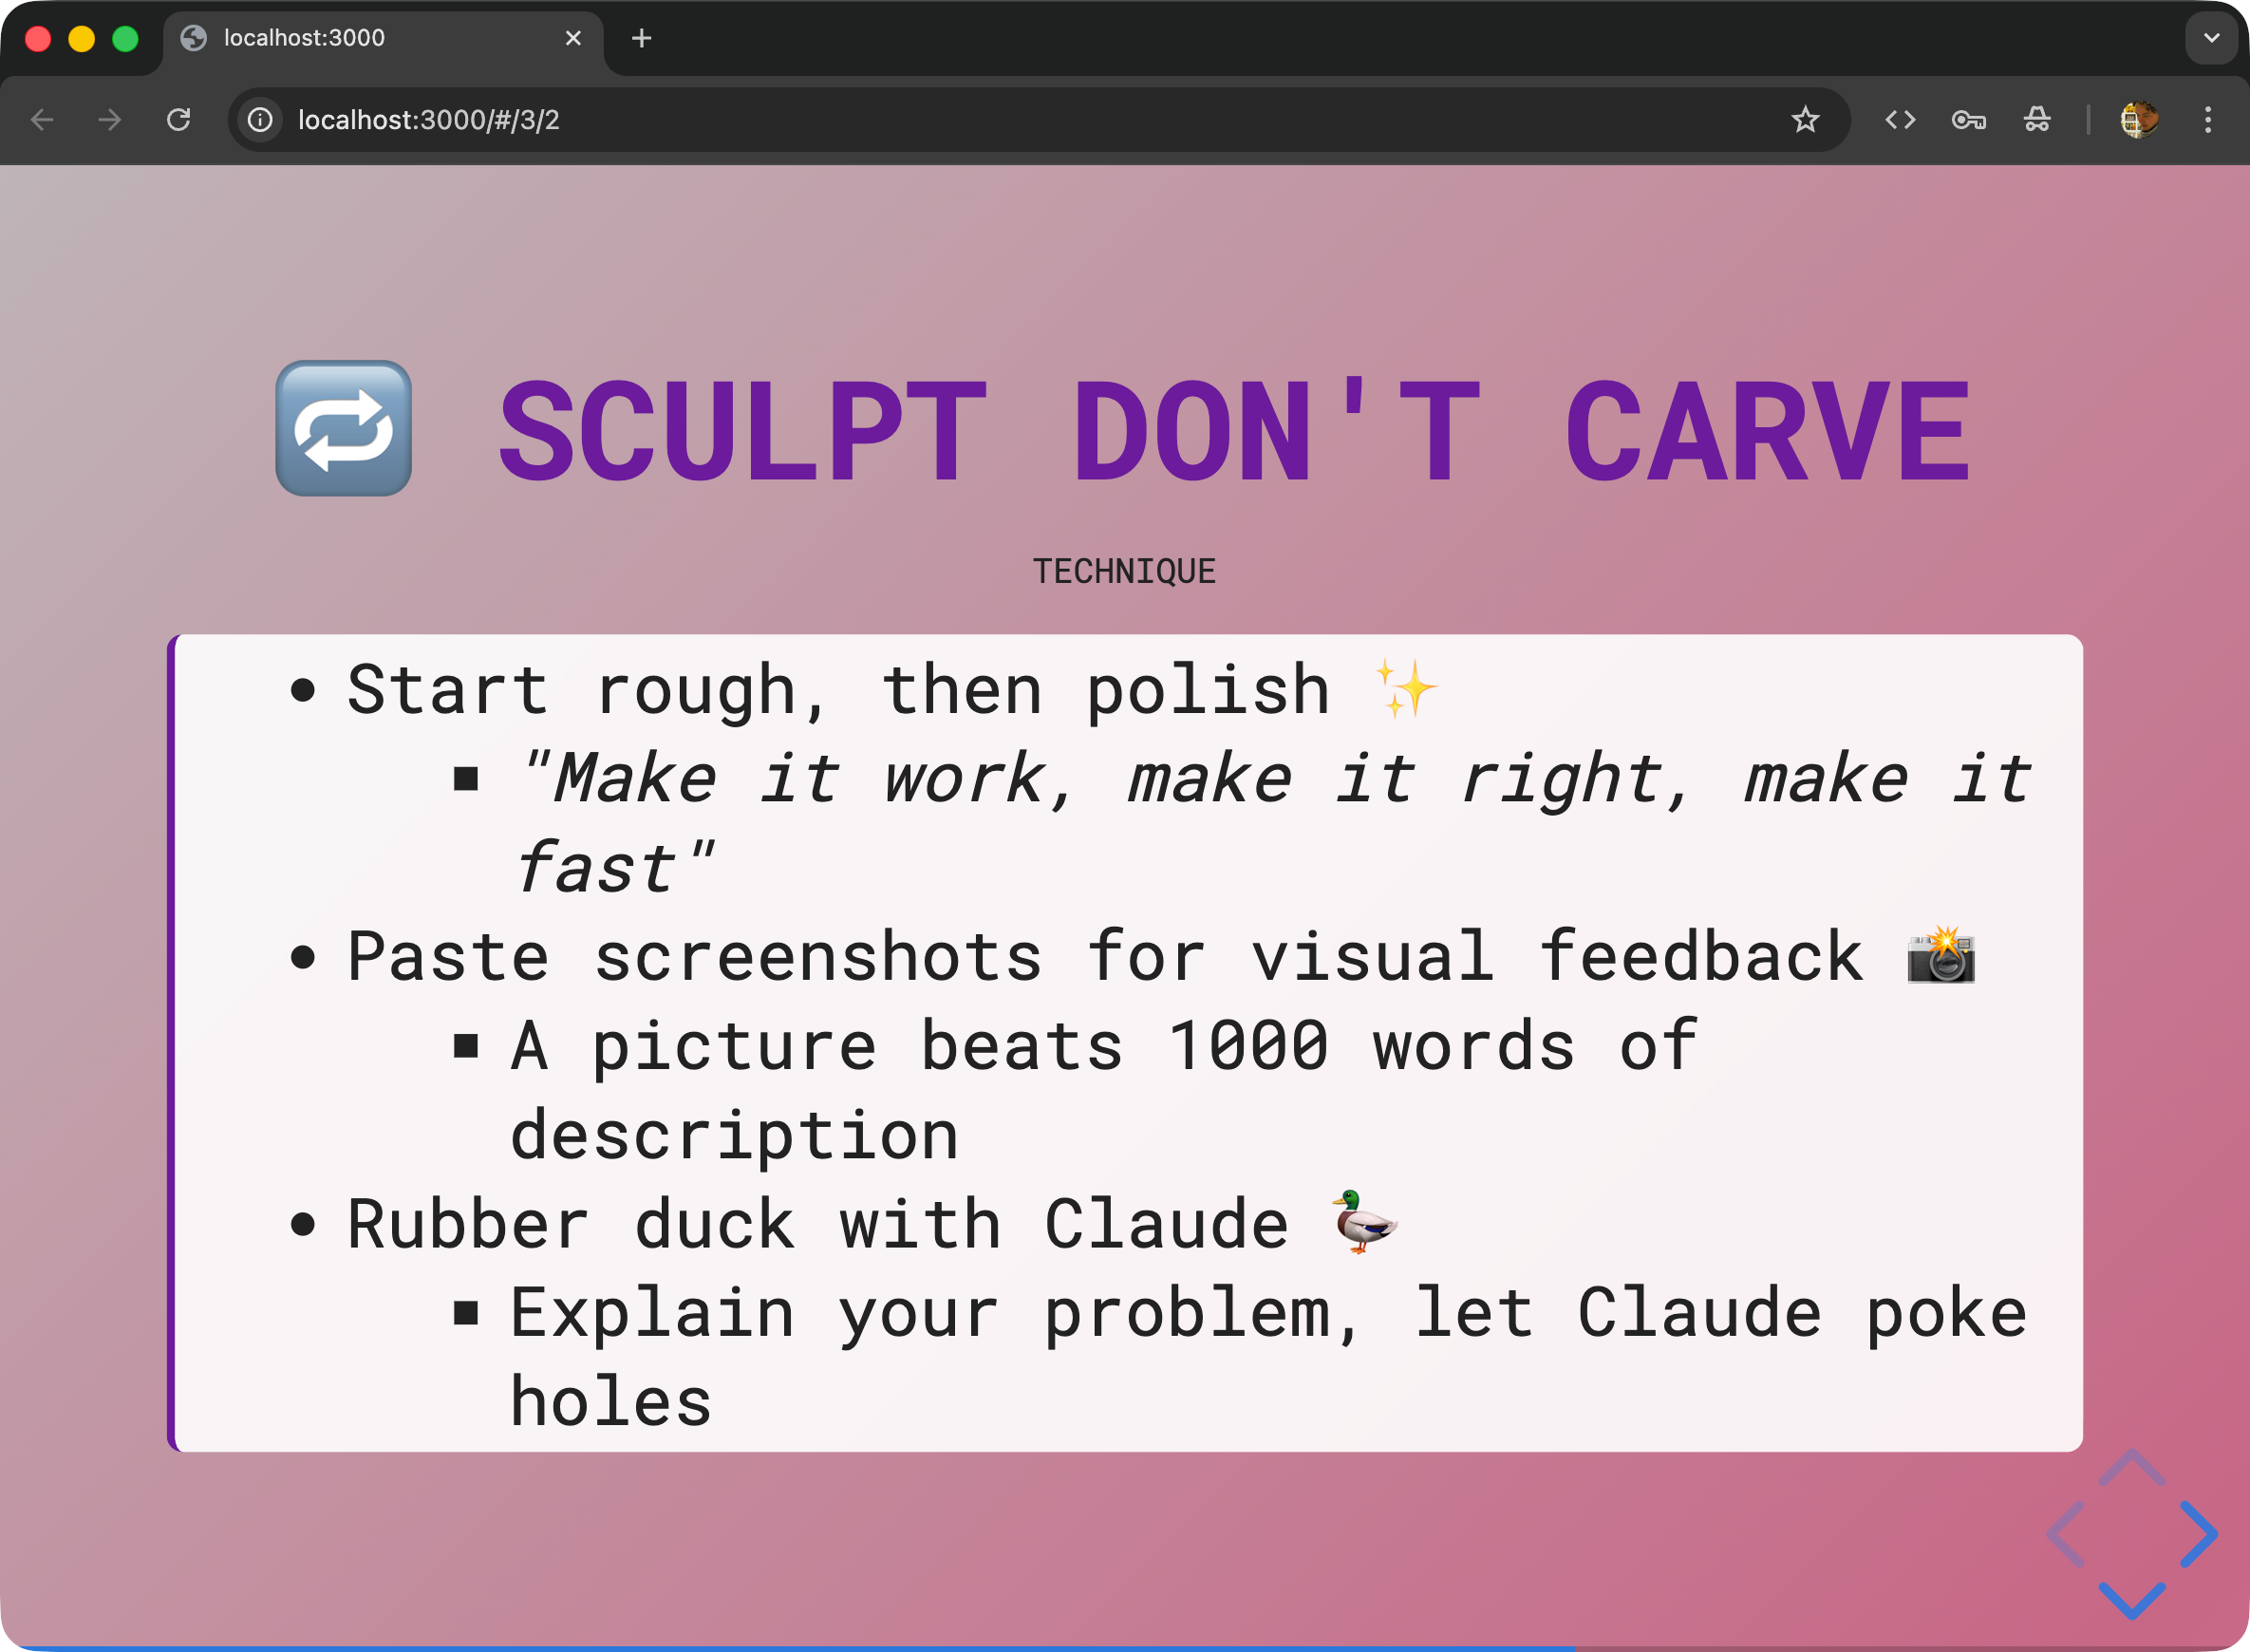 localhost:3000
localhost:3000/#/3/2
🔁 SCULPT DON'T CARVE
TECHNIQUE
• Start rough, then polish ✨
▪ "Make it work, make it right, make it
fast"
• Paste screenshots for visual feedback 📸
▪ A picture beats 1000 words of
description
• Rubber duck with Claude 🦆
▪ Explain your problem, let Claude poke
holes